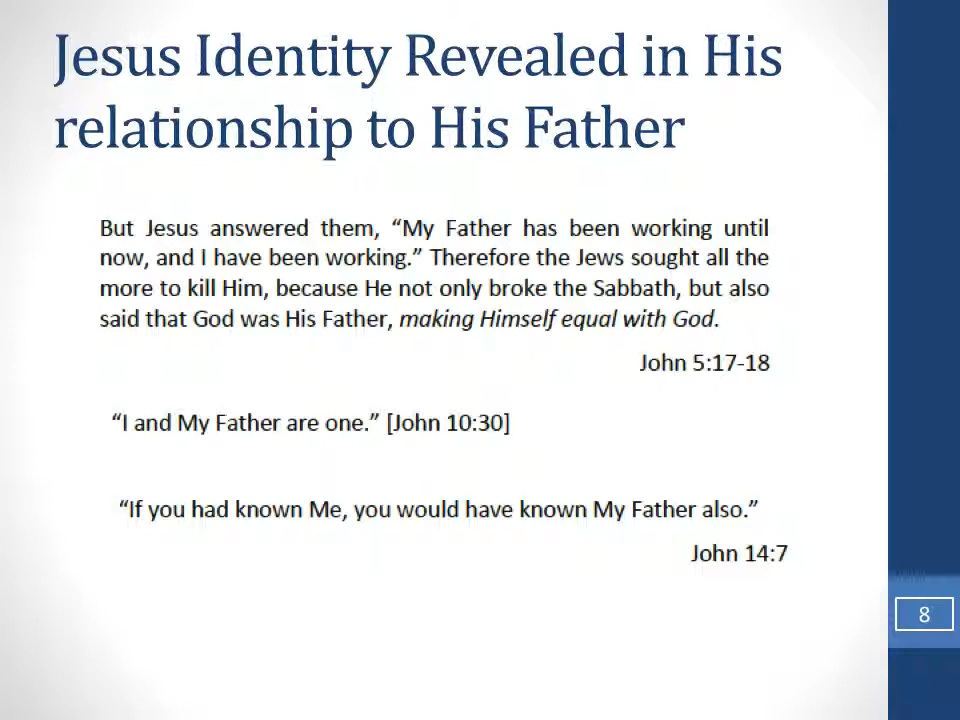 Jesus Identity Revealed in His
relationship to His Father
But Jesus answered them, “My Father has been working until
now, and I have been working.” Therefore the Jews sought all the
more to kill Him, because He not only broke the Sabbath, but also
said that God was His Father, making Himself equal with God.
John 5:17-18
“I and My Father are one.” [John 10:30]
“If you had known Me, you would have known My Father also.”
John 14:7
8